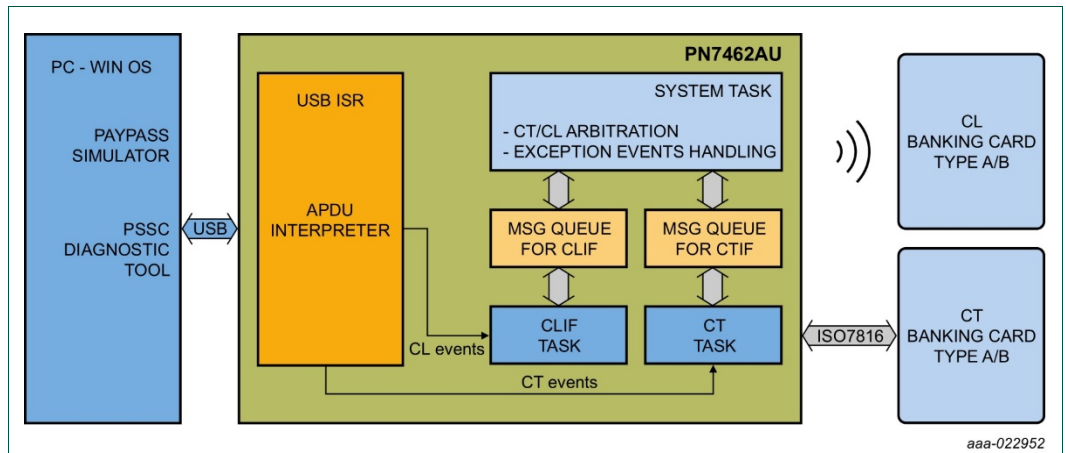 PC - WIN OS
PAYPASS
SIMULATOR
PSSC
DIAGNOSTIC
TOOL
USB
PN7462AU
USB ISR
APDU
INTERPRETER
SYSTEM TASK
- CT/CL ARBITRATION
- EXCEPTION EVENTS HANDLING
MSG QUEUE
FOR CLIF
MSG QUEUE
FOR CTIF
CLIF
TASK
CT
TASK
CL events
CT events
CL
BANKING CARD
TYPE A/B
ISO7816
CT
BANKING CARD
TYPE A/B
aaa-022952